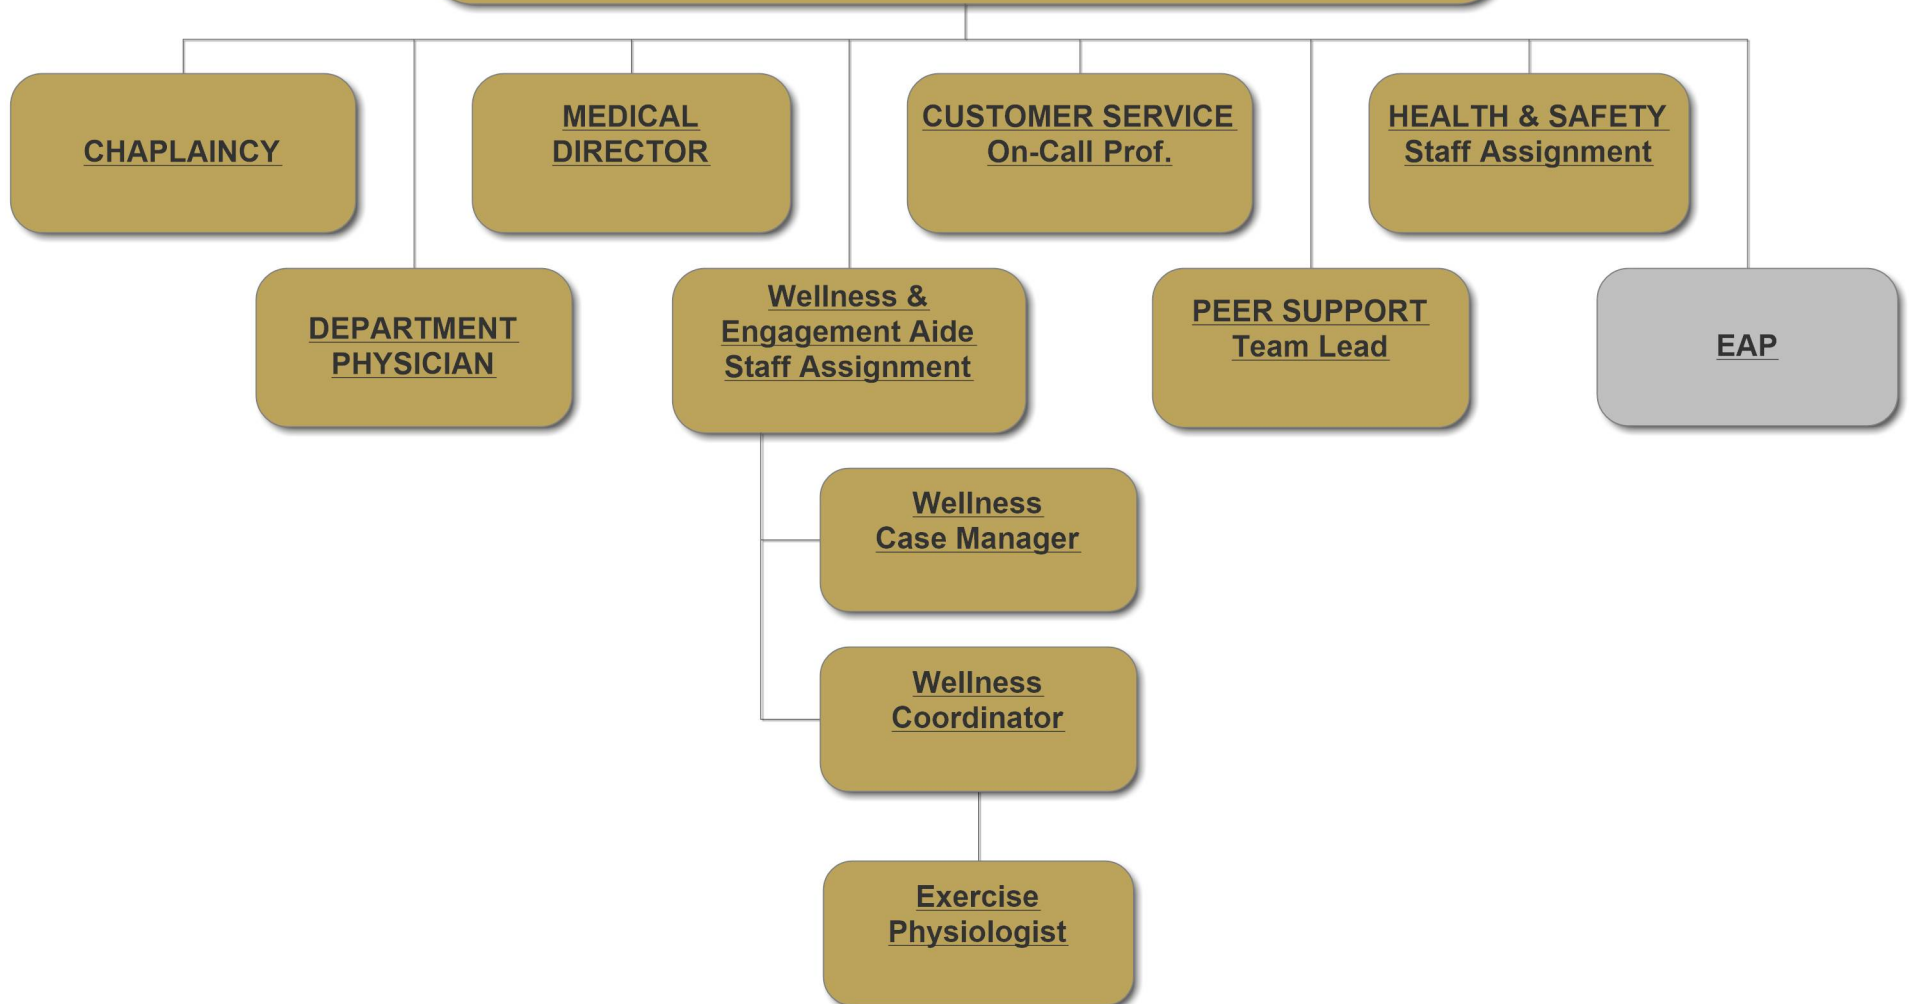 CHAPLAINCY
MEDICAL
DIRECTOR
CUSTOMER SERVICE
On-Call Prof.
HEALTH & SAFETY
Staff Assignment
DEPARTMENT
PHYSICIAN
Wellness &
Engagement Aide
Staff Assignment
PEER SUPPORT
Team Lead
EAP
Wellness
Case Manager
Wellness
Coordinator
Exercise
Physiologist